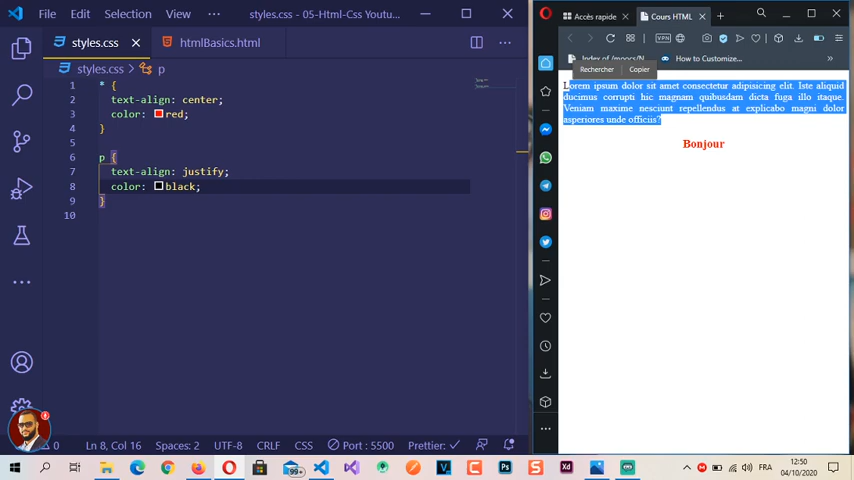 File Edit Selection View ··· styles.css - 05-Html-Css Youtu...
styles.css
htmlBasics.html
styles.css > p
1 * {
2 text-align: center;
3 color: red;
4 }
5
6 p {
7 text-align: justify;
8 color: black;
9 }
10
0 Ln 8, Col 16 Spaces: 2 UTF-8 CRLF CSS Port : 5500 Prettier: ✓
Accès rapide
Cours HTML
VPN
Index of /moocs/N...
How to Customize...
Rechercher Copier
Lorem ipsum dolor sit amet consectetur adipisicing elit. Iste aliquid
ducimus corrupti hic magnam quibusdam dicta fuga illo itaque.
Veniam maxime nesciunt repellendus at explicabo magni dolor
asperiores unde officiis?
Bonjour
99+
Ps
Xd
FRA
12:50
04/10/2020